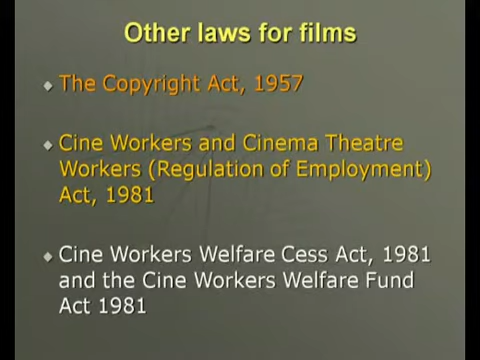 Other laws for films
The Copyright Act, 1957
Cine Workers and Cinema Theatre
Workers (Regulation of Employment)
Act, 1981
Cine Workers Welfare Cess Act, 1981
and the Cine Workers Welfare Fund
Act 1981